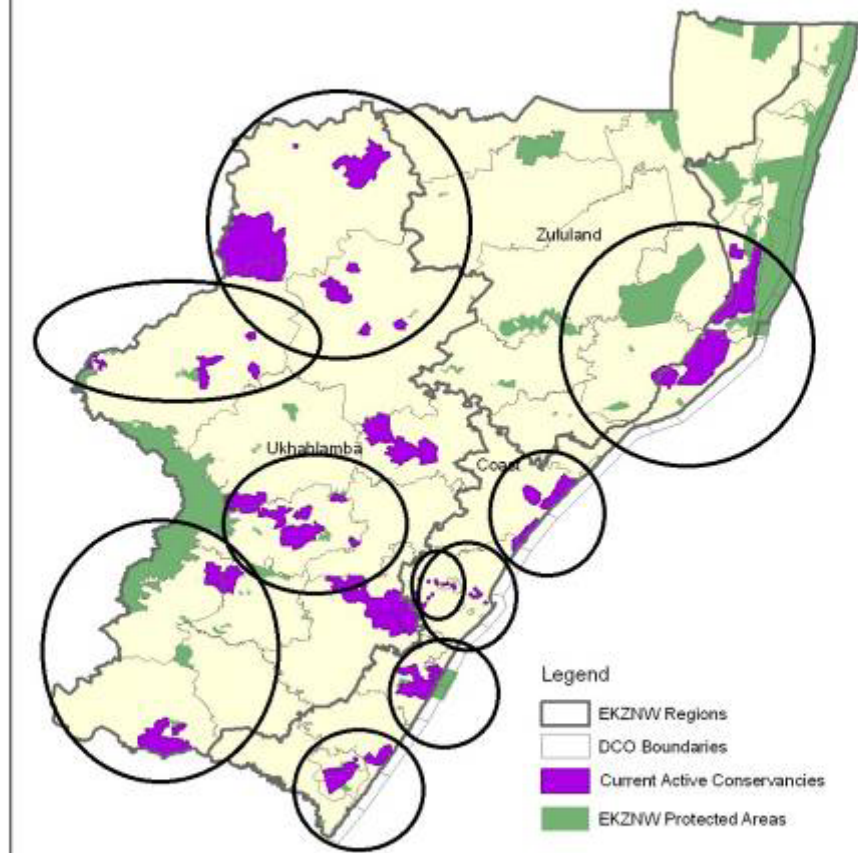 Zululand
Ukhahlamba
Coast
Legend
EKZNW Regions
DCO Boundaries
Current Active Conservancies
EKZNW Protected Areas